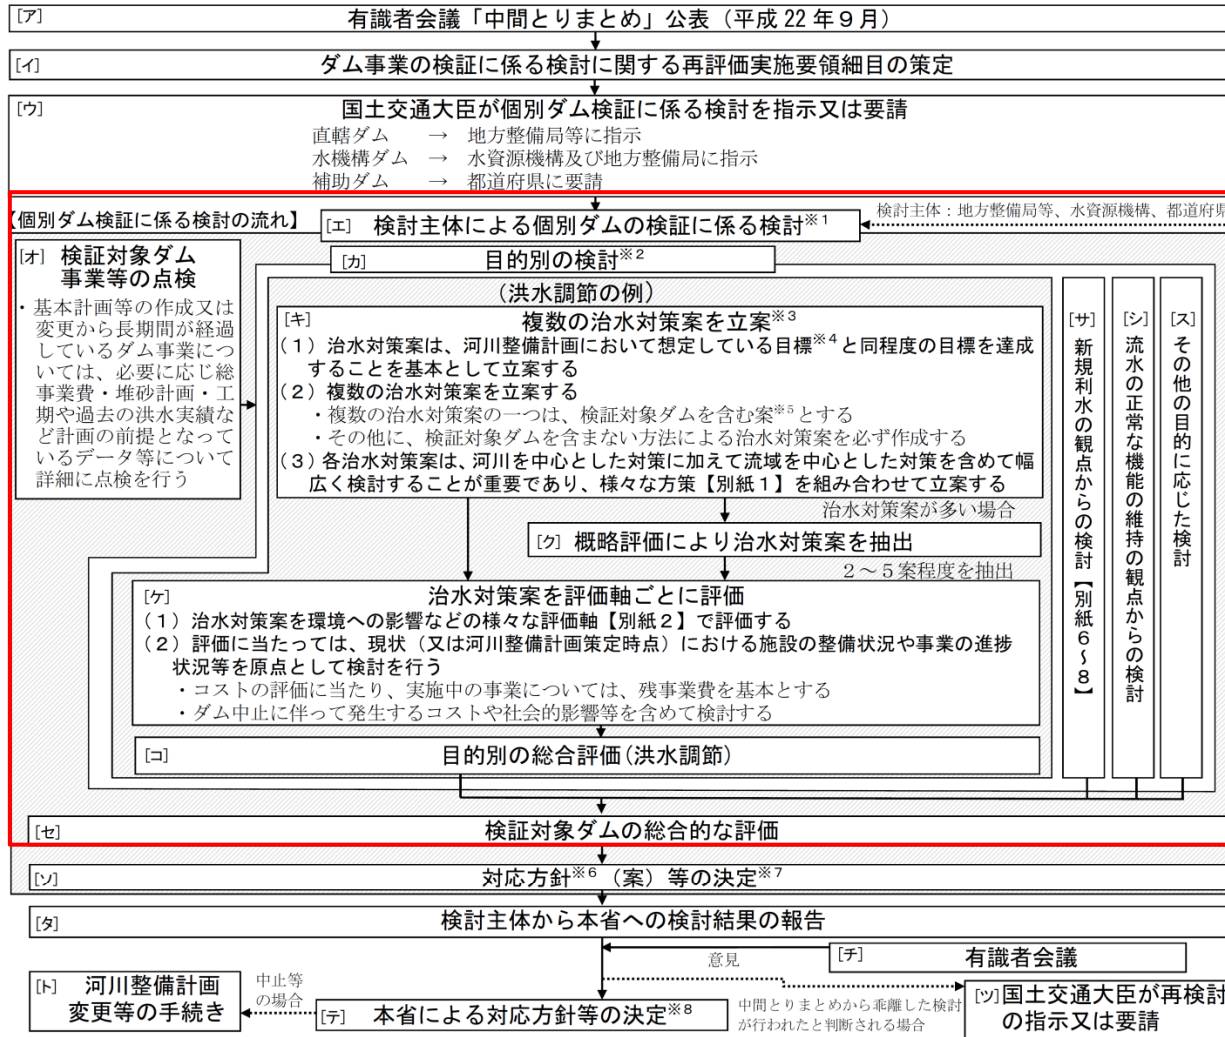 [ア] 有識者会議「中間とりまとめ」公表（平成 22 年９月）
[イ] ダム事業の検証に係る検討に関する再評価実施要領細目の策定
[ウ] 国土交通大臣が個別ダム検証に係る検討を指示又は要請
直轄ダム → 地方整備局等に指示
水機構ダム → 水資源機構及び地方整備局に指示
補助ダム → 都道府県に要請
【個別ダム検証に係る検討の流れ】
[エ] 検討主体による個別ダムの検証に係る検討※1
検討主体：地方整備局等、水資源機構、都道府県
[オ] 検証対象ダム
事業等の点検
・基本計画等の作成又は
変更から長期間が経過
しているダム事業につ
いては、必要に応じ総
事業費・堆砂計画・工
期や過去の洪水実績な
ど計画の前提となって
いるデータ等について
詳細に点検を行う
[カ] 目的別の検討※2
（洪水調節の例）
[キ] 複数の治水対策案を立案※3
（１）治水対策案は、河川整備計画において想定している目標※4と同程度の目標を達成
することを基本として立案する
（２）複数の治水対策案を立案する
・複数の治水対策案の一つは、検証対象ダムを含む案※5とする
・その他に、検証対象ダムを含まない方法による治水対策案を必ず作成する
（３）各治水対策案は、河川を中心とした対策に加えて流域を中心とした対策を含めて幅
広く検討することが重要であり、様々な方策【別紙１】を組み合わせて立案する
治水対策案が多い場合
[ク] 概略評価により治水対策案を抽出
２～５案程度を抽出
[ケ] 治水対策案を評価軸ごとに評価
（１）治水対策案を環境への影響などの様々な評価軸【別紙２】で評価する
（２）評価に当たっては、現状（又は河川整備計画策定時点）における施設の整備状況や事業の進捗
状況等を原点として検討を行う
・コストの評価に当たり、実施中の事業については、残事業費を基本とする
・ダム中止に伴って発生するコストや社会的影響等を含めて検討する
[コ] 目的別の総合評価（洪水調節）
[サ] 新規利水の観点からの検討【別紙６～８】
[シ] 流水の正常な機能の維持の観点からの検討
[ス] その他の目的に応じた検討
[セ] 検証対象ダムの総合的な評価
[ソ] 対応方針※6（案）等の決定※7
[タ] 検討主体から本省への検討結果の報告
意見
[チ] 有識者会議
[ト] 河川整備計画
変更等の手続き
中止等
の場合
[テ] 本省による対応方針等の決定※8
中間とりまとめから乖離した検討
が行われたと判断される場合
[ツ] 国土交通大臣が再検討
の指示又は要請